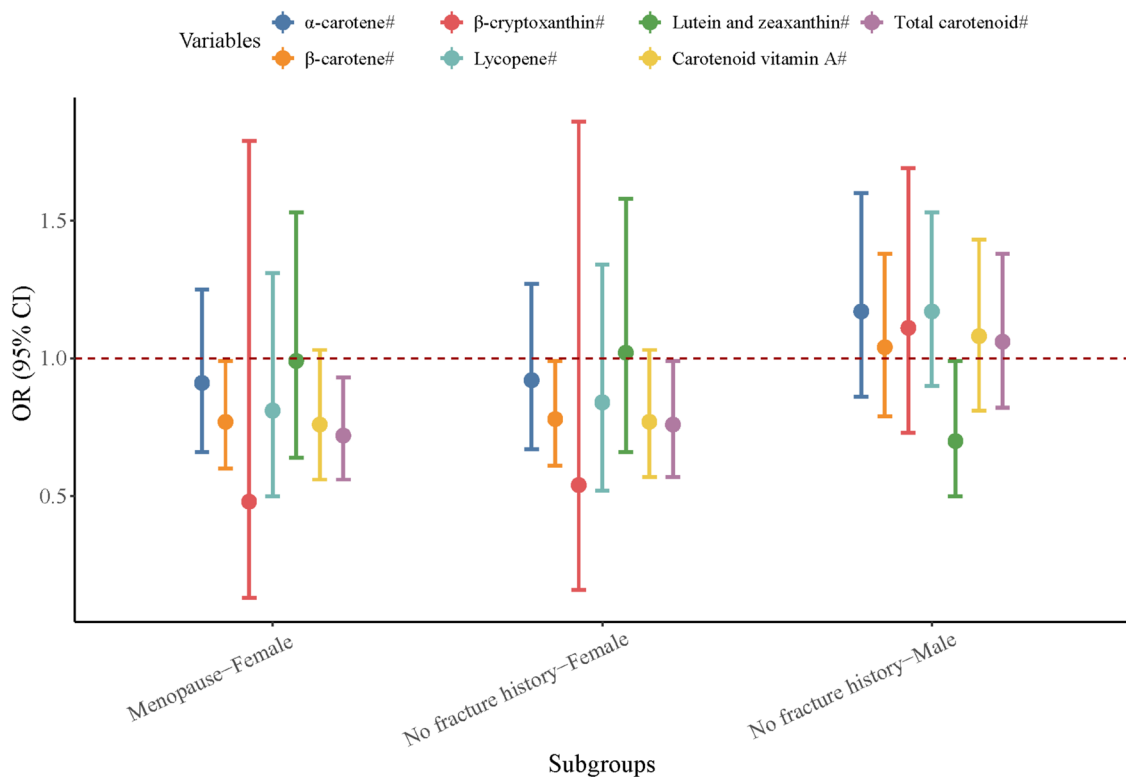 Variables
α-carotene# β-cryptoxanthin# Lutein and zeaxanthin# Total carotenoid#
β-carotene# Lycopene# Carotenoid vitamin A#
OR (95% CI)
1.5
1.0
0.5
Menopause−Female
No fracture history−Female
No fracture history−Male
Subgroups